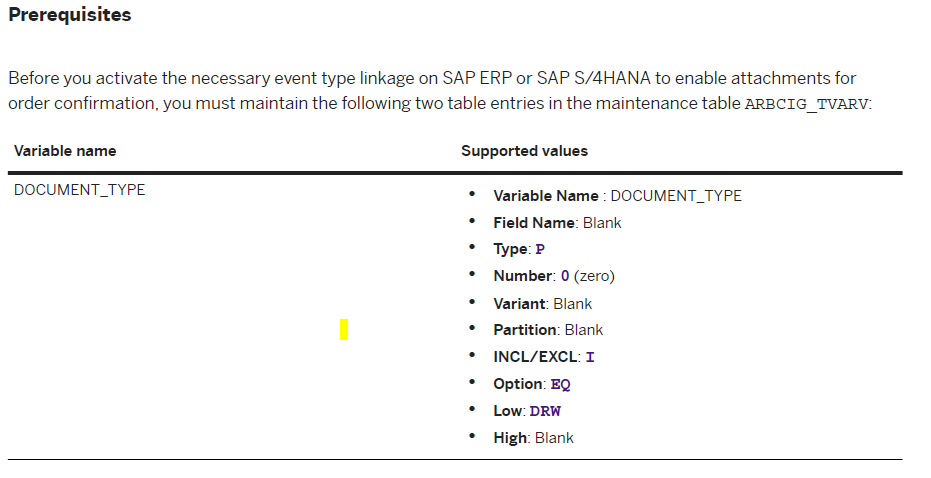 Prerequisites
Before you activate the necessary event type linkage on SAP ERP or SAP S/4HANA to enable attachments for
order confirmation, you must maintain the following two table entries in the maintenance table ARBCIG_TVARV:
Variable name Supported values
DOCUMENT_TYPE
• Variable Name : DOCUMENT_TYPE
• Field Name: Blank
• Type: P
• Number: 0 (zero)
• Variant: Blank
• Partition: Blank
• INCL/EXCL: I
• Option: EQ
• Low: DRW
• High: Blank